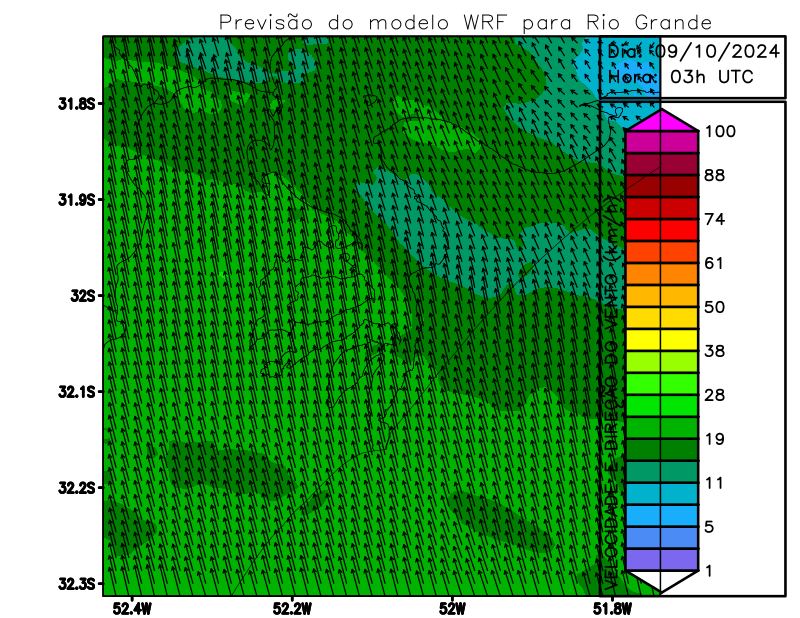 Previsão do modelo WRF para Rio Grande
Dia: 09/10/2024
Hora: 03h UTC
31.8S
31.9S
32S
32.1S
32.2S
32.3S
52.4W
52.2W
52W
51.8W
VELOCIDADE E DIREÇÃO DO VENTO (km/h)
100
88
74
61
50
38
28
19
11
5
1